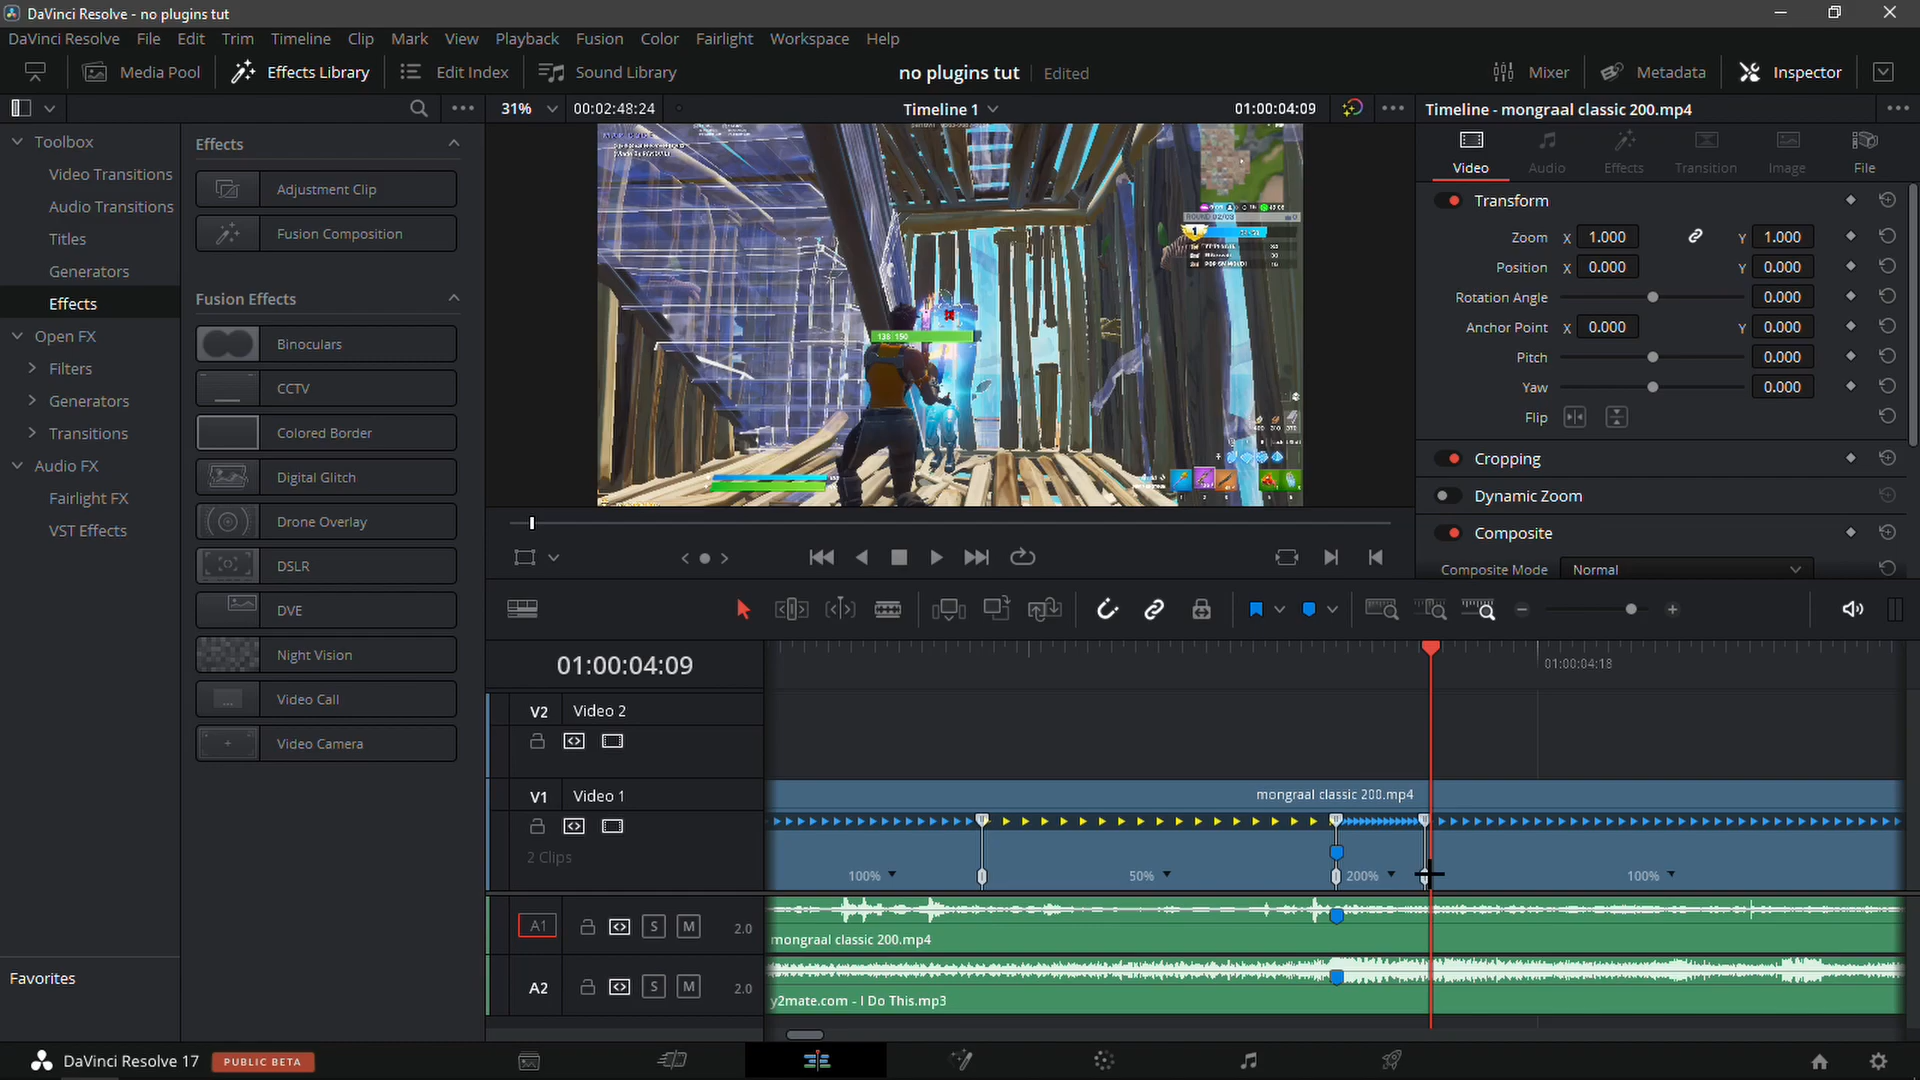 DaVinci Resolve - no plugins tut
DaVinci Resolve File Edit Trim Timeline Clip Mark View Playback Fusion Color Fairlight Workspace Help
Media Pool Effects Library Edit Index Sound Library no plugins tut Edited Mixer Metadata Inspector
31% 00:02:48:24 Timeline 1 01:00:04:09 Timeline - mongraal classic 200.mp4
Toolbox
Video Transitions
Audio Transitions
Titles
Generators
Effects
Open FX
Filters
Generators
Transitions
Audio FX
Fairlight FX
VST Effects
Favorites
Effects
Adjustment Clip
Fusion Composition
Fusion Effects
Binoculars
CCTV
Colored Border
Digital Glitch
Drone Overlay
DSLR
DVE
Night Vision
Video Call
Video Camera
138 150
ROUND 02/03
Video Audio Effects Transition Image File
Transform
Zoom X 1.000 Y 1.000
Position X 0.000 Y 0.000
Rotation Angle 0.000
Anchor Point X 0.000 Y 0.000
Pitch 0.000
Yaw 0.000
Flip
Cropping
Dynamic Zoom
Composite
Composite Mode Normal
01:00:04:09
01:00:04:18
V2 Video 2
V1 Video 1
2 Clips
mongraal classic 200.mp4
100% 50% 200% 100%
A1 S M 2.0
mongraal classic 200.mp4
A2 S M 2.0
y2mate.com - I Do This.mp3
DaVinci Resolve 17 PUBLIC BETA